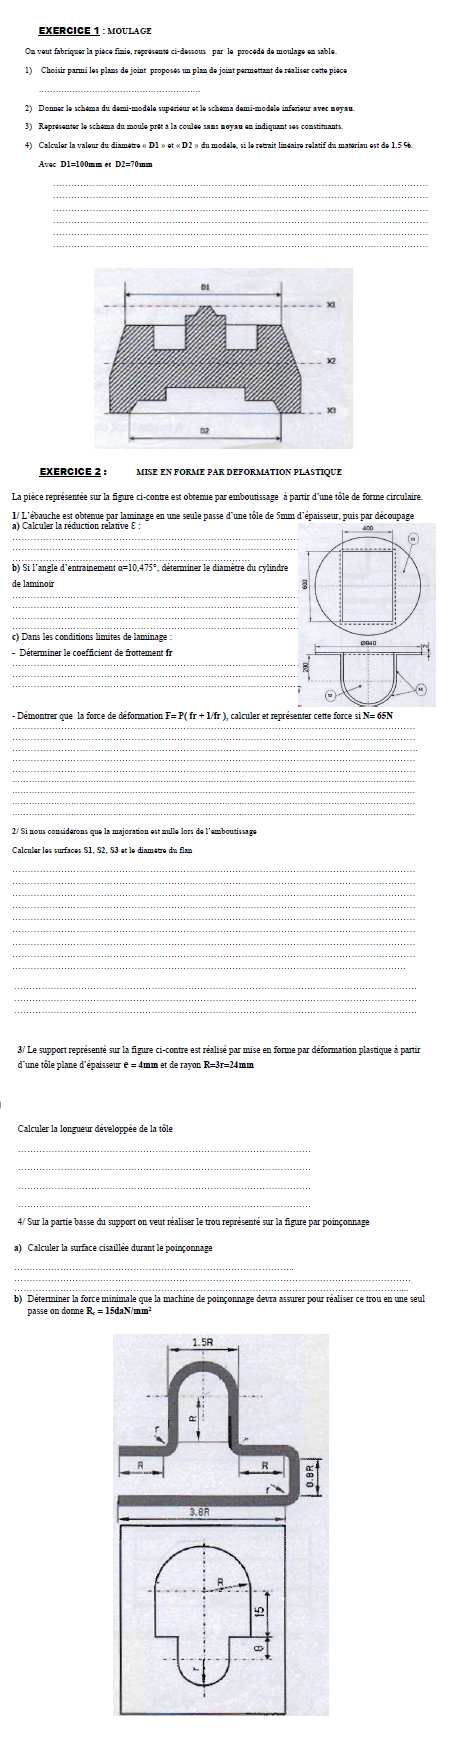 EXERCICE 1 : MOULAGE
On veut fabriquer la pièce finie, représenté ci-dessous par le procédé de moulage en sable.
1) Choisir parmi les plans de joint proposés un plan de joint permettant de réaliser cette pièce
2) Donner le schéma du demi-modèle supérieur et le schéma demi-modèle inferieur avec noyau.
3) Représenter le schéma du moule prêt à la coulée sans noyau en indiquant ses constituants.
4) Calculer la valeur du diamètre « D1 » et « D2 » du modèle, si le retrait linéaire relatif du matériau est de 1.5 %.
Avec D1=100mm et D2=70mm
D1
X1
X2
X3
D2
EXERCICE 2 : MISE EN FORME PAR DEFORMATION PLASTIQUE
La pièce représentée sur la figure ci-contre est obtenue par emboutissage à partir d'une tôle de forme circulaire.
1/ L'ébauche est obtenue par laminage en une seule passe d'une tôle de 5mm d'épaisseur, puis par découpage
a) Calculer la réduction relative ε :
b) Si l'angle d'entrainement α=10,475°, déterminer le diamètre du cylindre
de laminoir
c) Dans les conditions limites de laminage :
- Déterminer le coefficient de frottement fr
400
600
Ø840
2
200
- Démontrer que la force de déformation F= P( fr + 1/fr ), calculer et représenter cette force si N= 65N
2/ Si nous considérons que la majoration est nulle lors de l'emboutissage
Calculer les surfaces S1, S2, S3 et le diamètre du flan
3/ Le support représenté sur la figure ci-contre est réalisé par mise en forme par déformation plastique à partir
d'une tôle plane d'épaisseur e = 4mm et de rayon R=3r=24mm
Calculer la longueur développée de la tôle
4/ Sur la partie basse du support on veut réaliser le trou représenté sur la figure par poinçonnage
a) Calculer la surface cisaillée durant le poinçonnage
b) Déterminer la force minimale que la machine de poinçonnage devra assurer pour réaliser ce trou en une seul
passe on donne Rc = 15daN/mm²
1.5R
R
r
R
R
r
0.8R
3.8R
R
15
8
r